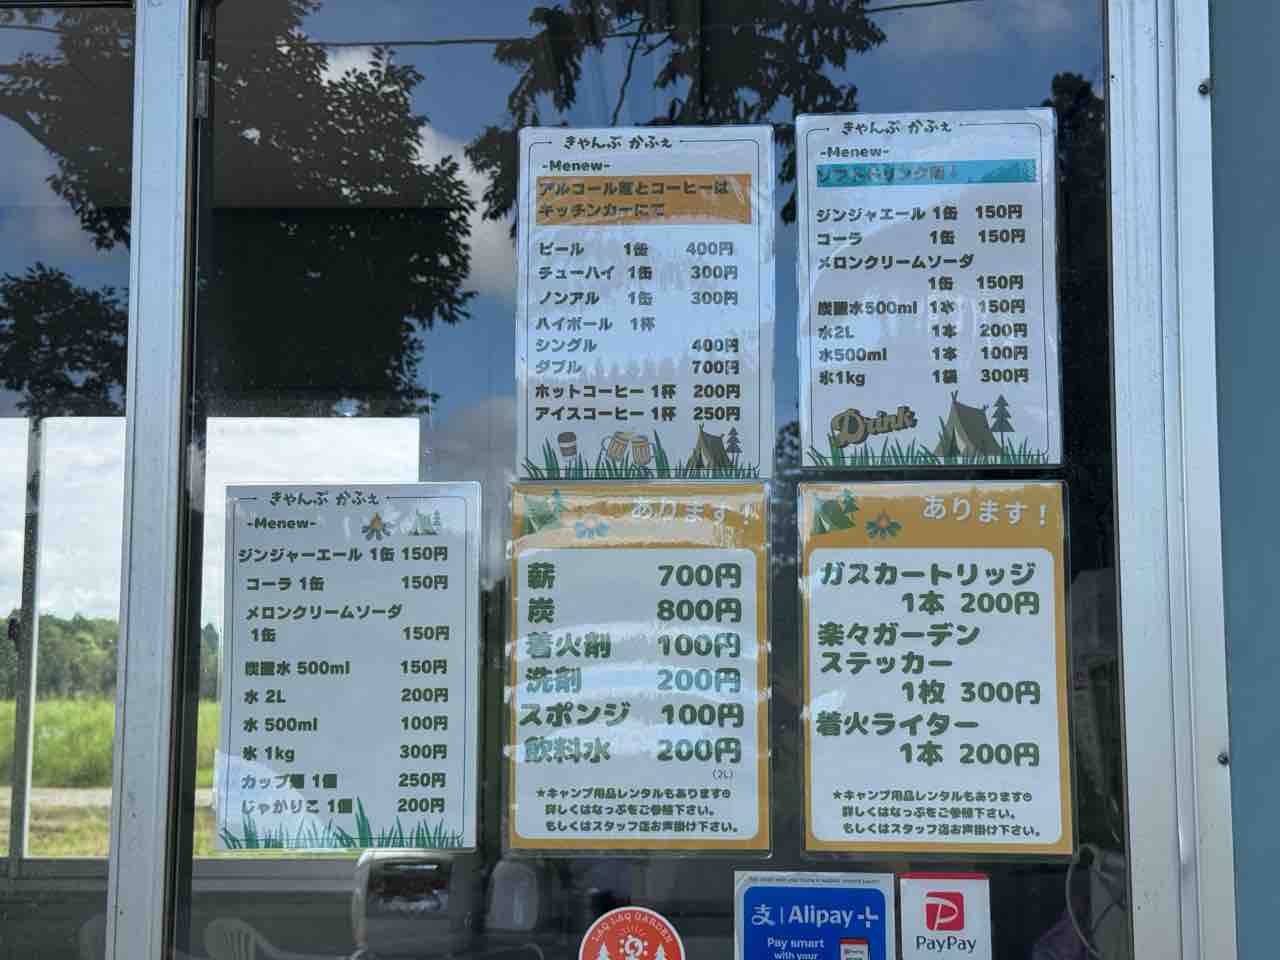 きゃんぷ かふぇ
-Menew-
アルコール類とコーヒーは
キッチンカーにて
ビール 1缶 400円
チューハイ 1缶 300円
ノンアル 1缶 300円
ハイボール 1杯
シングル 400円
ダブル 700円
ホットコーヒー 1杯 200円
アイスコーヒー 1杯 250円
きゃんぷ かふぇ
-Menew-
ソフトドリンク類！
ジンジャエール 1缶 150円
コーラ 1缶 150円
メロンクリームソーダ
1缶 150円
炭酸水500ml 1本 150円
水2L 1本 200円
水500ml 1本 100円
氷1kg 1袋 300円
Drink
きゃんぷ かふぇ
-Menew-
ジンジャーエール 1缶 150円
コーラ 1缶 150円
メロンクリームソーダ
1缶 150円
炭酸水 500ml 150円
水 2L 200円
水 500ml 100円
氷 1kg 300円
カップ麺 1個 250円
じゃがりこ 1個 200円
あります！
薪 700円
炭 800円
着火剤 100円
洗剤 200円
スポンジ 100円
飲料水 200円
(2L)
★キャンプ用品レンタルもあります☺
詳しくはなっぷをご参照下さい。
もしくはスタッフ迄お声掛け下さい。
あります！
ガスカートリッジ
1本 200円
楽々ガーデン
ステッカー
1枚 300円
着火ライター
1本 200円
★キャンプ用品レンタルもあります☺
詳しくはなっぷをご参照下さい。
もしくはスタッフ迄お声掛け下さい。
LAQ LAQ GARDEN
支 Alipay+
Pay smart
with your
PayPay